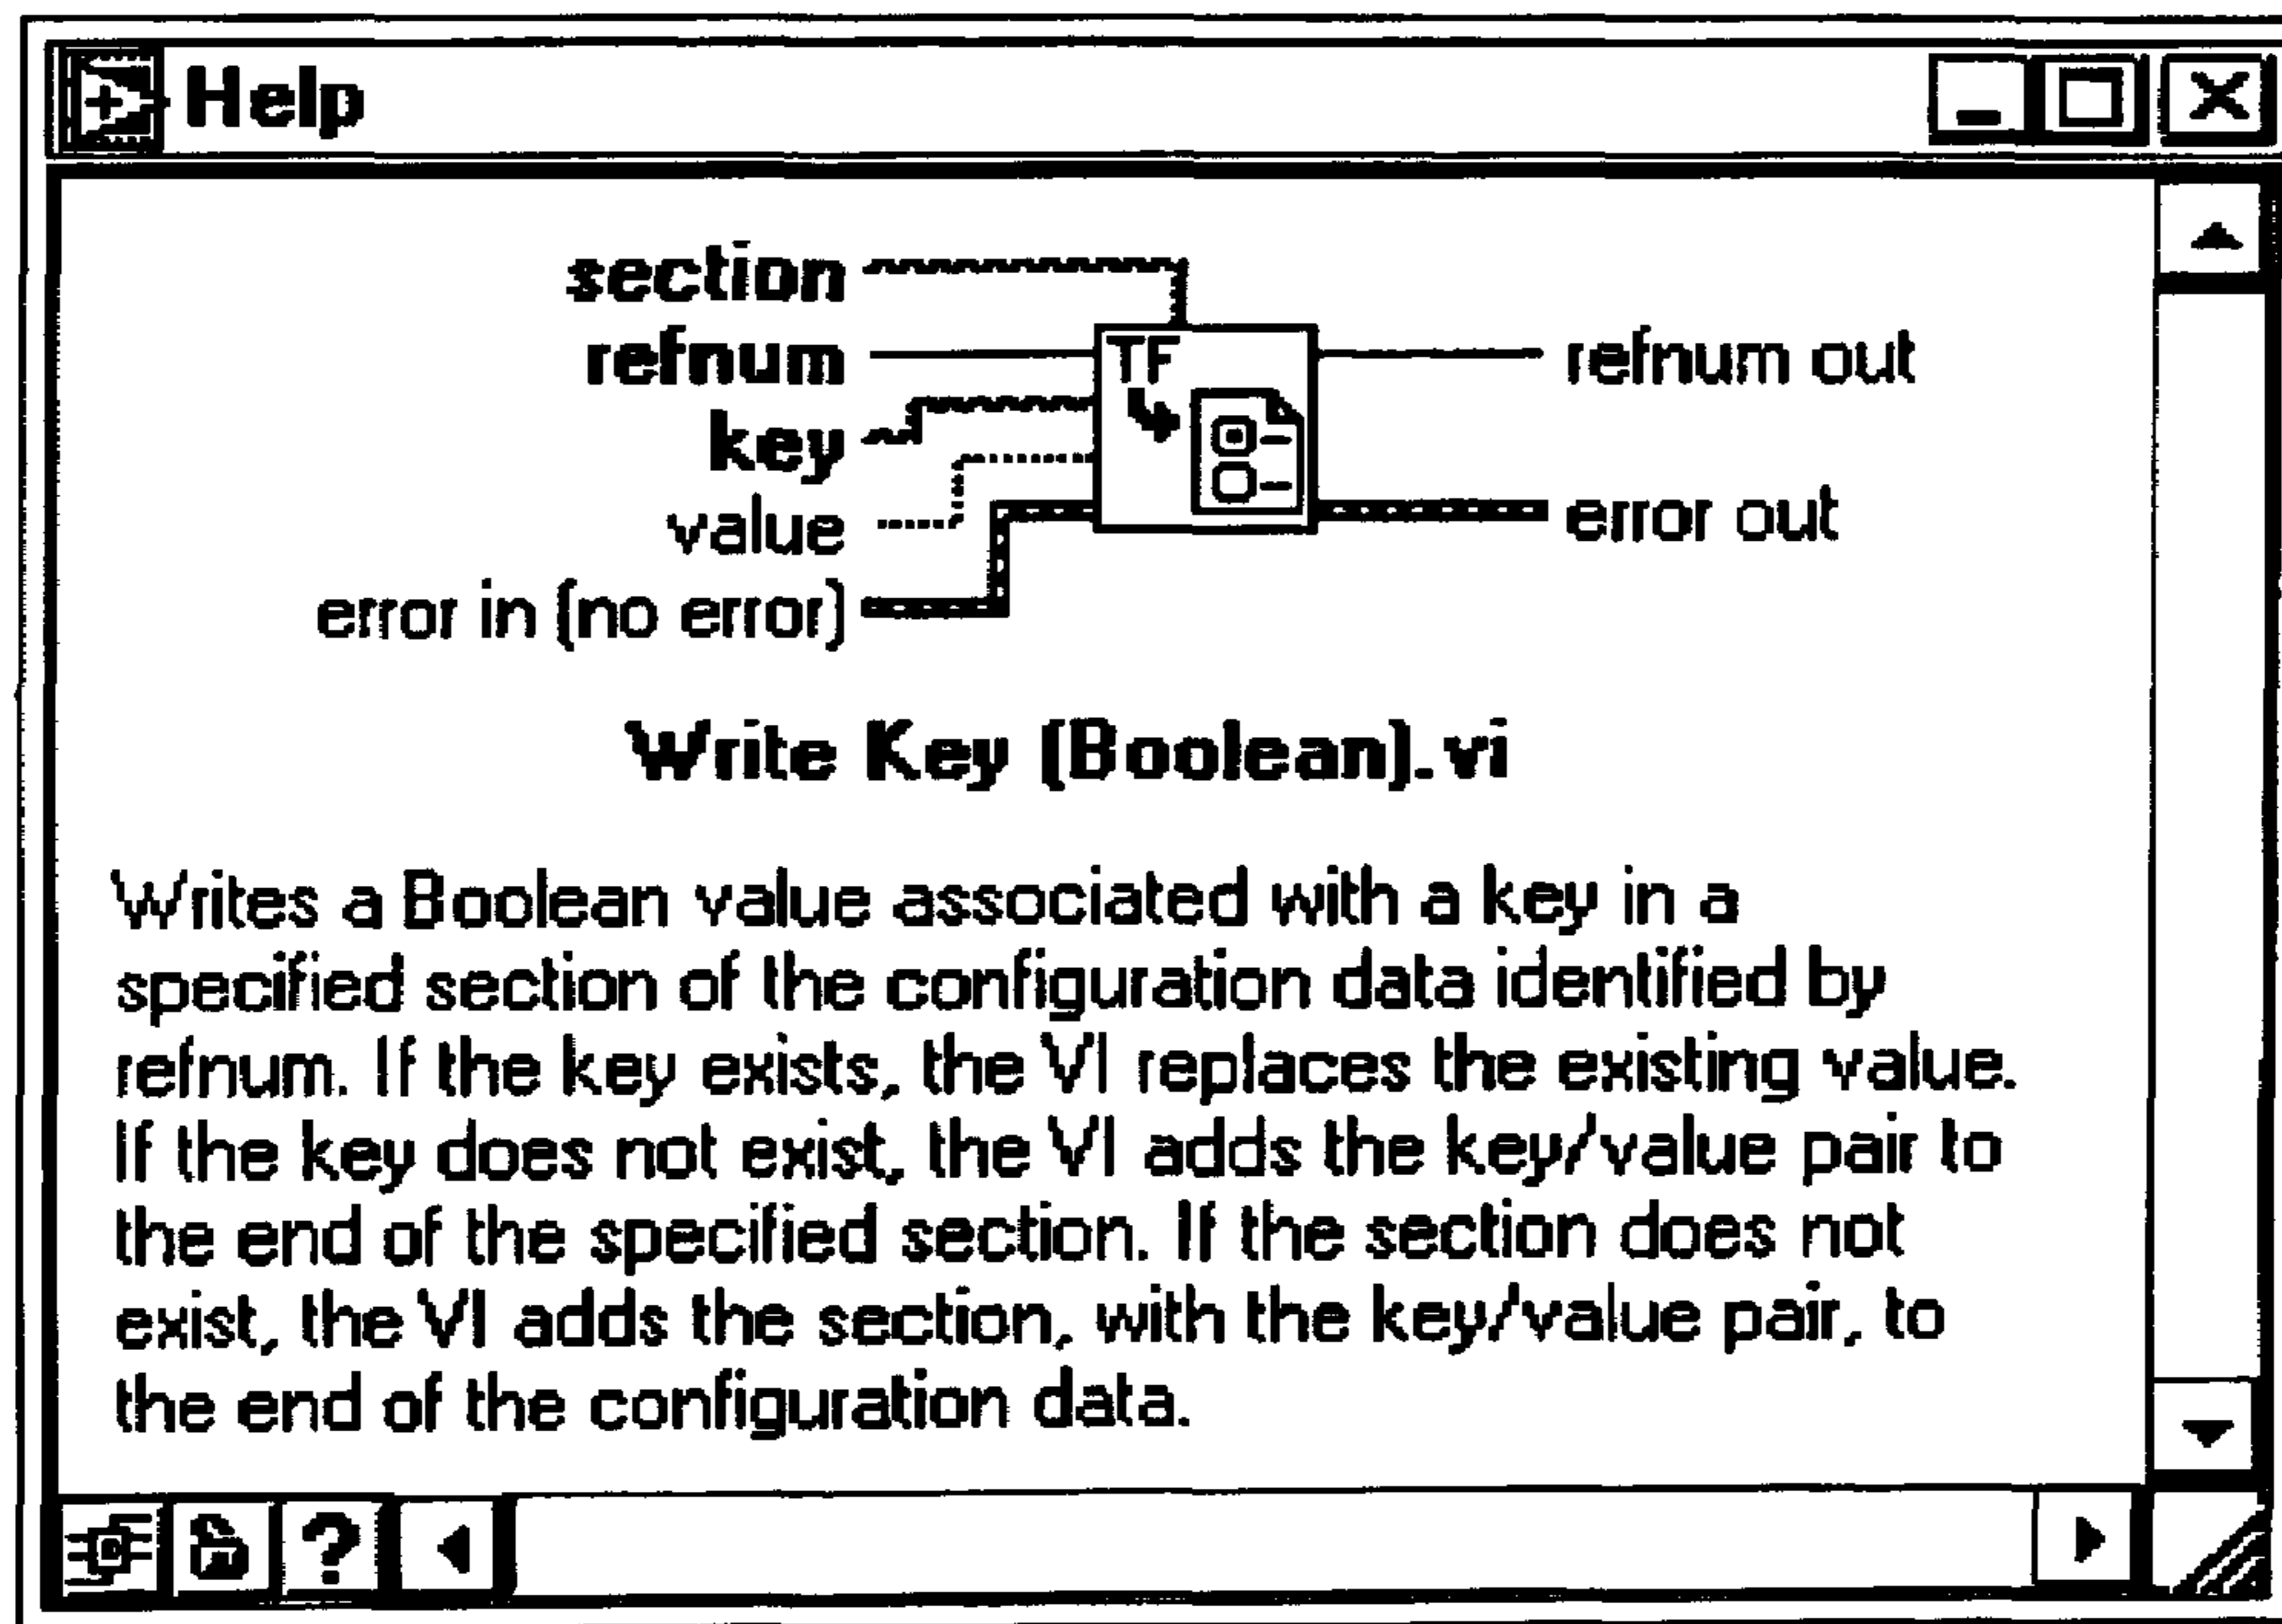 Help
section
refnum
TF
refnum out
key
value
error out
error in (no error)
Write Key (Boolean).vi
Writes a Boolean value associated with a key in a
specified section of the configuration data identified by
refnum. If the key exists, the VI replaces the existing value.
If the key does not exist, the VI adds the key/value pair to
the end of the specified section. If the section does not
exist, the VI adds the section, with the key/value pair, to
the end of the configuration data.
?